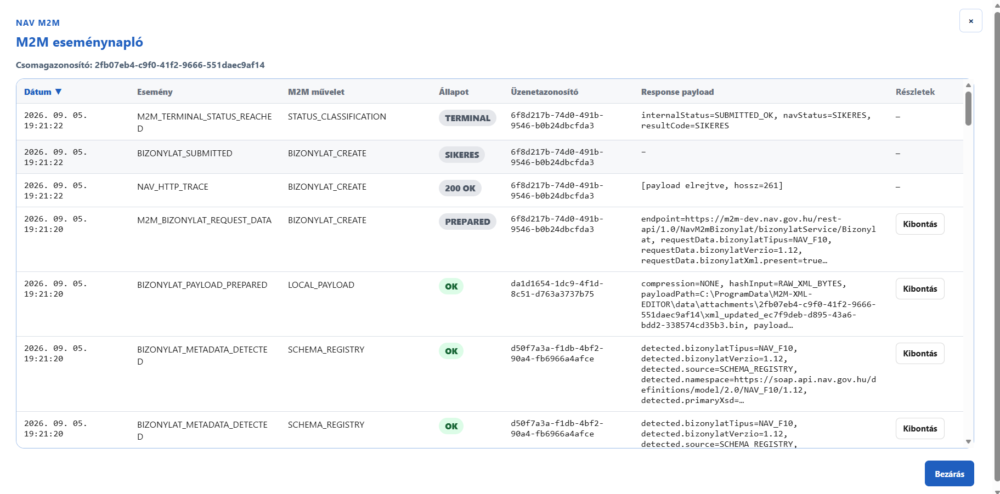 NAV M2M
×
M2M eseménynapló
Csomagazonosító: 2fb07eb4-c9f0-41f2-9666-551daec9af14
Dátum ▼ Esemény M2M művelet Állapot Üzenetazonosító Response payload Részletek
2026. 09. 05. M2M_TERMINAL_STATUS_REACHE STATUS_CLASSIFICATION TERMINAL 6f8d217b-74d0-491b- internalStatus=SUBMITTED_OK, navStatus=SIKERES, –
19:21:22 D 9546-b0b24dbcfda3 resultCode=SIKERES
2026. 09. 05. BIZONYLAT_SUBMITTED BIZONYLAT_CREATE SIKERES 6f8d217b-74d0-491b- – –
19:21:22 9546-b0b24dbcfda3
2026. 09. 05. NAV_HTTP_TRACE BIZONYLAT_CREATE 200 OK 6f8d217b-74d0-491b- [payload elrejtve, hossz=261] –
19:21:22 9546-b0b24dbcfda3
2026. 09. 05. M2M_BIZONYLAT_REQUEST_DATA BIZONYLAT_CREATE PREPARED 6f8d217b-74d0-491b- endpoint=https://m2m-dev.nav.gov.hu/rest- Kibontás
19:21:20 9546-b0b24dbcfda3 api/1.0/NavM2mBizonylat/bizonylatService/Bizonyl
at, requestData.bizonylatTipus=NAV_F10,
requestData.bizonylatVerzio=1.12,
requestData.bizonylatXml.present=true…
2026. 09. 05. BIZONYLAT_PAYLOAD_PREPARED LOCAL_PAYLOAD OK da1d1654-1dc9-4f1d- compression=NONE, hashInput=RAW_XML_BYTES, Kibontás
19:21:20 8c51-d763a3737b75 payloadPath=C:\ProgramData\M2M-XML-
EDITOR\data\attachments\2fb07eb4-c9f0-41f2-9666-
551daec9af14\xml_updated_ec7f9deb-d895-43a6-
bdd2-338574cd35b3.bin, payload…
2026. 09. 05. BIZONYLAT_METADATA_DETECTE SCHEMA_REGISTRY OK d50f7a3a-f1db-4bf2- detected.bizonylatTipus=NAV_F10, Kibontás
19:21:20 D 90a4-fb6966a4afce detected.bizonylatVerzio=1.12,
detected.source=SCHEMA_REGISTRY,
detected.namespace=https://soap.api.nav.gov.hu/d
efinitions/model/2.0/NAV_F10/1.12,
detected.primaryXsd=…
2026. 09. 05. BIZONYLAT_METADATA_DETECTE SCHEMA_REGISTRY OK d50f7a3a-f1db-4bf2- detected.bizonylatTipus=NAV_F10, Kibontás
19:21:20 D 90a4-fb6966a4afce detected.bizonylatVerzio=1.12,
detected.source=SCHEMA_REGISTRY,
Bezárás